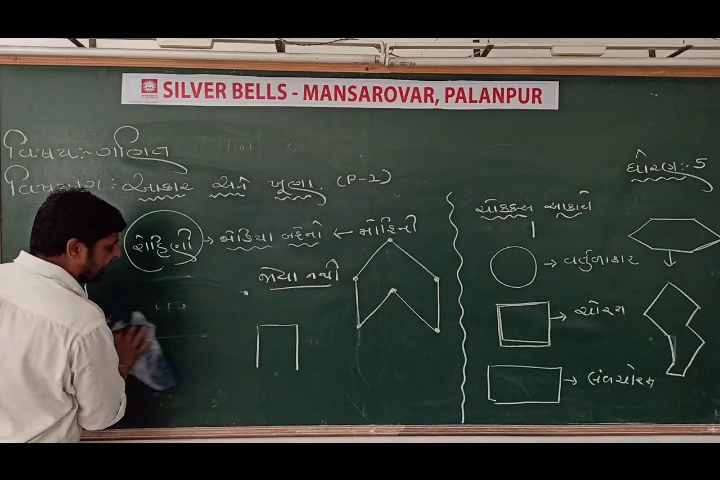 SILVER BELLS - MANSAROVAR, PALANPUR
વિષય: ગણિત
ધોરણ:- 5
વિષયાંગ: આકાર અને ખૂણા. (P-1)
રોહિણી → બેકિયા બહેનો ← મોહિની
જોયા નથી
ચોક્કસ આકારો
→ વર્તુળાકાર
→ ચોરસ
→ લંબચોરસ